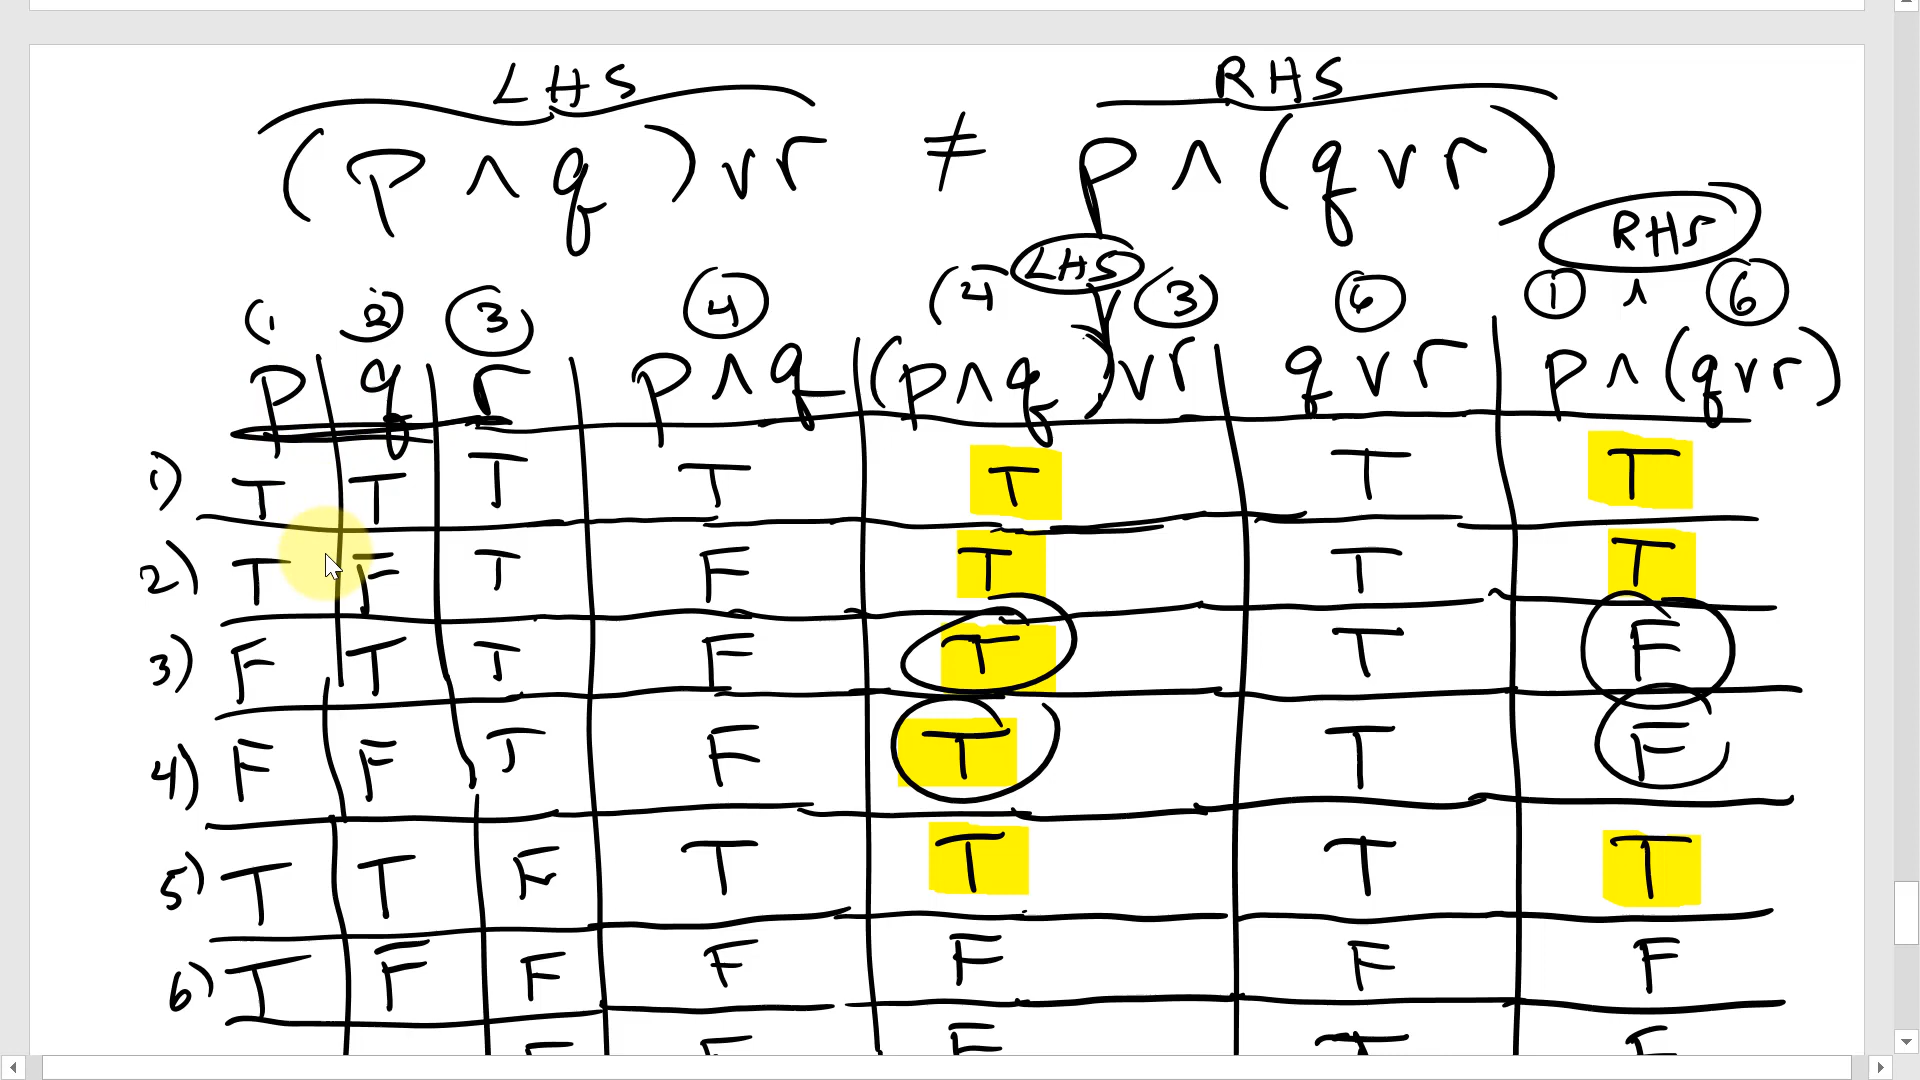 LHS RHS
(p ∧ q) ∨ r ≠ p ∧ (q ∨ r)
LHS RHS
(1 2 3 4 (4 ∨ 3 6 1 ∧ 6
p q r p ∧ q (p ∧ q) ∨ r q ∨ r p ∧ (q ∨ r)
1) T T T T T T T
2) T F T F T T T
3) F T T F T T F
4) F F T F T T F
5) T T F T T T T
6) T F F F F F F
F F F T F